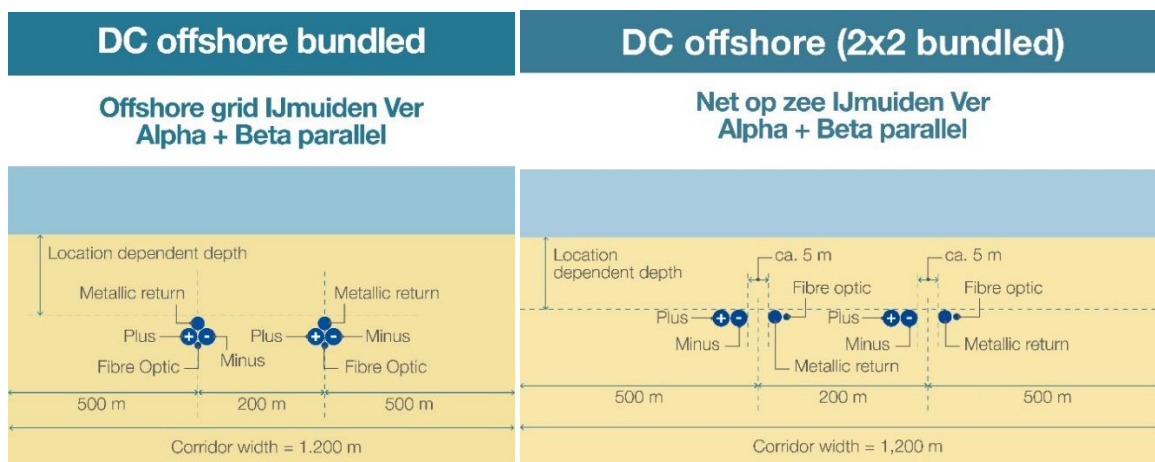 DC offshore bundled
Offshore grid IJmuiden Ver
Alpha + Beta parallel
Location dependent depth
Metallic return
Metallic return
Plus
+
-
Minus
Plus
+
-
Minus
Fibre Optic
Fibre Optic
500 m
200 m
500 m
Corridor width = 1.200 m
DC offshore (2x2 bundled)
Net op zee IJmuiden Ver
Alpha + Beta parallel
Location
dependent depth
ca. 5 m
ca. 5 m
Fibre optic
Fibre optic
Plus
+
-
Plus
+
-
Minus
Minus
Metallic return
Metallic return
500 m
200 m
500 m
Corridor width = 1,200 m